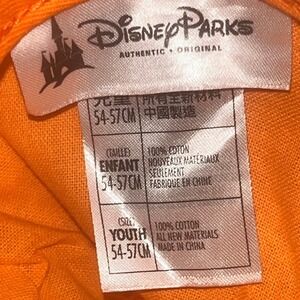 Disney Parks
AUTHENTIC • ORIGINAL
兒童 所有全新材料
54-57CM 中國製造
(TAILLE) 100% COTON
ENFANT NOUVEAUX MATÉRIAUX
SEULEMENT
54-57CM FABRIQUÉ EN CHINE
(SIZE) 100% COTTON
YOUTH ALL NEW MATERIALS
54-57CM MADE IN CHINA